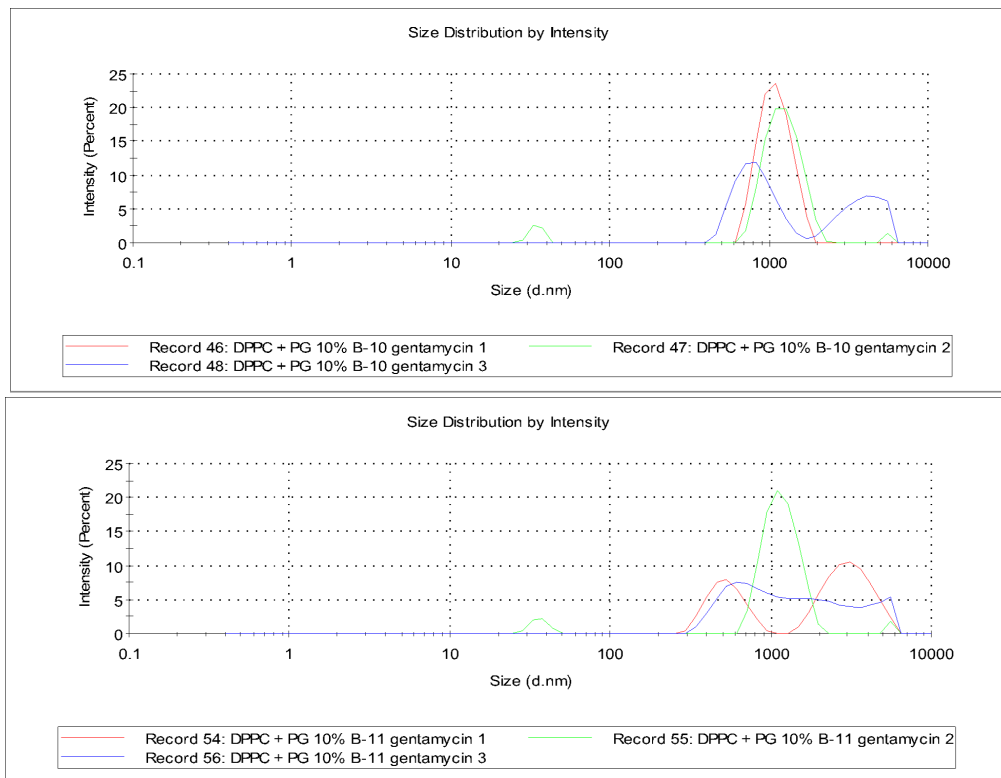 Size Distribution by Intensity
25
20
15
10
5
0
Intensity (Percent)
0.1 1 10 100 1000 10000
Size (d.nm)
Record 46: DPPC + PG 10% B-10 gentamycin 1 Record 47: DPPC + PG 10% B-10 gentamycin 2
Record 48: DPPC + PG 10% B-10 gentamycin 3
Size Distribution by Intensity
25
20
15
10
5
0
Intensity (Percent)
0.1 1 10 100 1000 10000
Size (d.nm)
Record 54: DPPC + PG 10% B-11 gentamycin 1 Record 55: DPPC + PG 10% B-11 gentamycin 2
Record 56: DPPC + PG 10% B-11 gentamycin 3